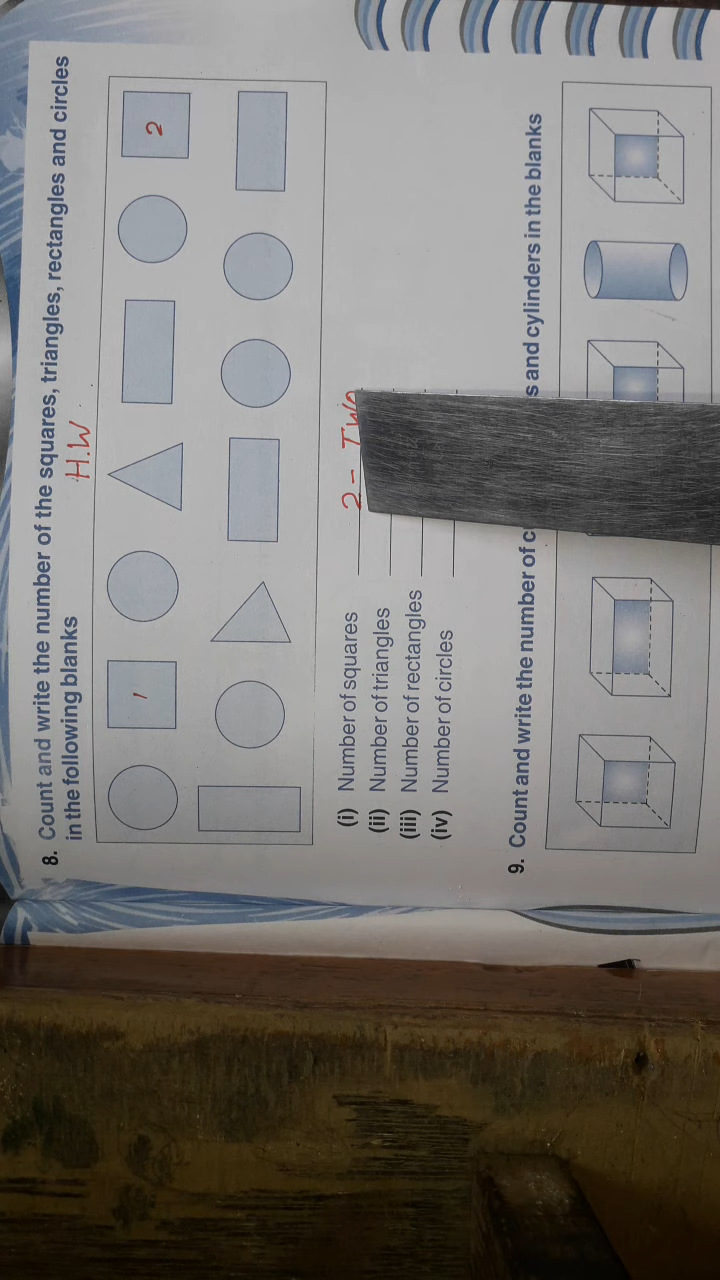 8. Count and write the number of the squares, triangles, rectangles and circles
in the following blanks
H.W
1
2
(i) Number of squares 2 - Two
(ii) Number of triangles
(iii) Number of rectangles
(iv) Number of circles
9. Count and write the number of c
s and cylinders in the blanks